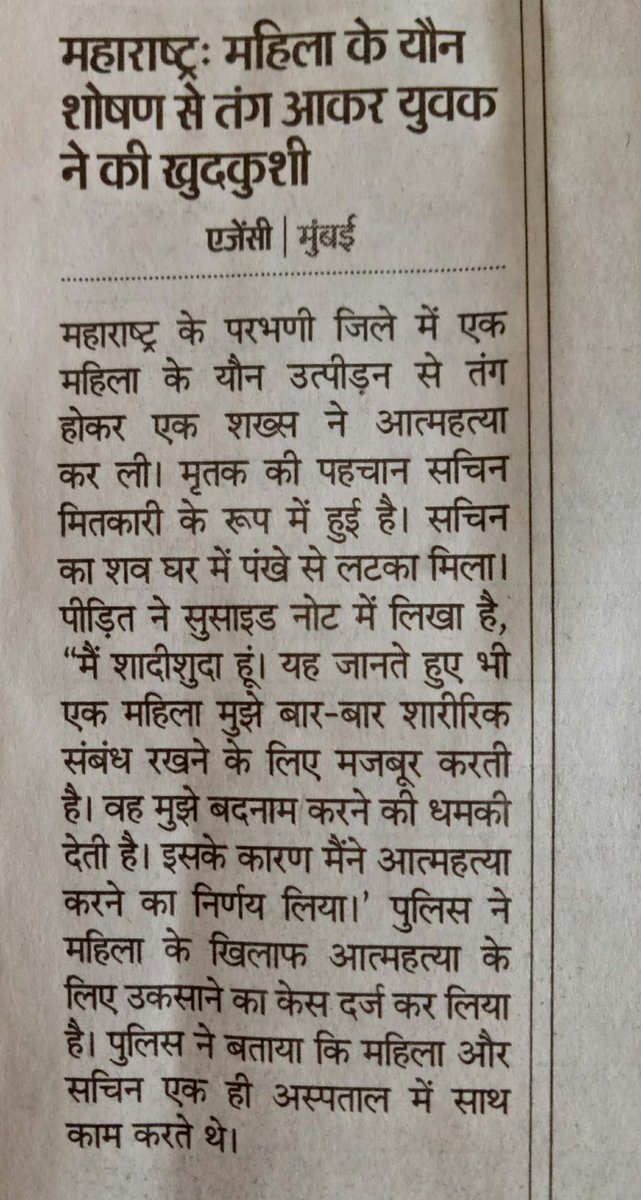 महाराष्ट्रः महिला के यौन
शोषण से तंग आकर युवक
ने की खुदकुशी
एजेंसी | मुंबई
महाराष्ट्र के परभणी जिले में एक
महिला के यौन उत्पीड़न से तंग
होकर एक शख्स ने आत्महत्या
कर ली। मृतक की पहचान सचिन
मितकारी के रूप में हुई है। सचिन
का शव घर में पंखे से लटका मिला।
पीड़ित ने सुसाइड नोट में लिखा है,
“मैं शादीशुदा हूं। यह जानते हुए भी
एक महिला मुझे बार-बार शारीरिक
संबंध रखने के लिए मजबूर करती
है। वह मुझे बदनाम करने की धमकी
देती है। इसके कारण मैंने आत्महत्या
करने का निर्णय लिया।’ पुलिस ने
महिला के खिलाफ आत्महत्या के
लिए उकसाने का केस दर्ज कर लिया
है। पुलिस ने बताया कि महिला और
सचिन एक ही अस्पताल में साथ
काम करते थे।